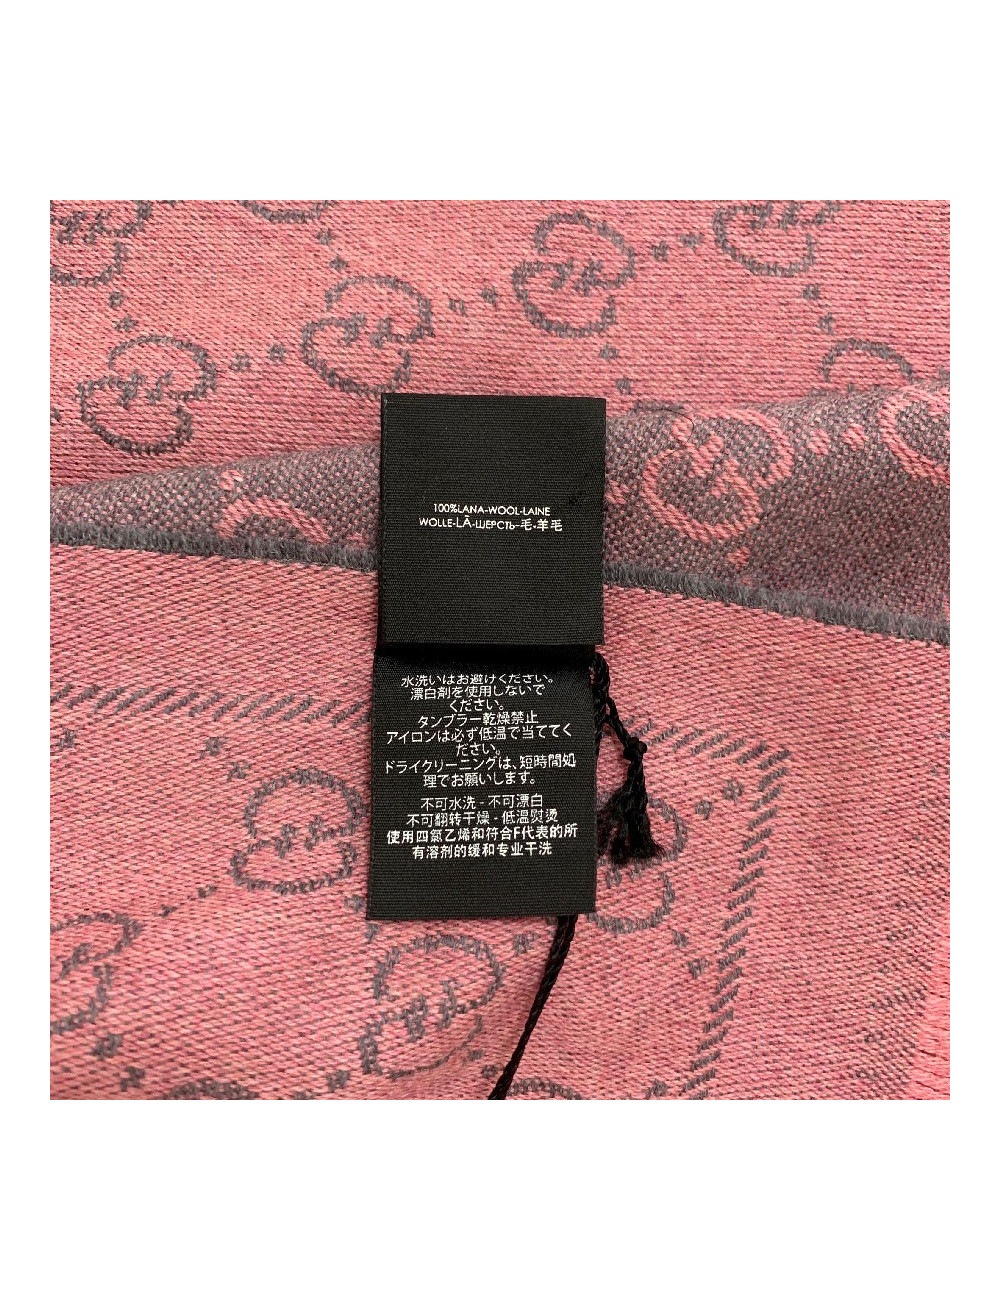 100%LANA-WOOL-LAINE
WOLLE-LÃ-ШЕРСТЬ-毛-羊毛
水洗いはお避けください。
漂白剤を使用しないで
ください。
タンブラー乾燥禁止
アイロンは必ず低温で当ててく
ださい。
ドライクリーニングは、短時間処
理でお願いします。
不可水洗 - 不可漂白
不可翻转干燥 - 低温熨烫
使用四氯乙烯和符合F代表的所
有溶剂的缓和专业干洗